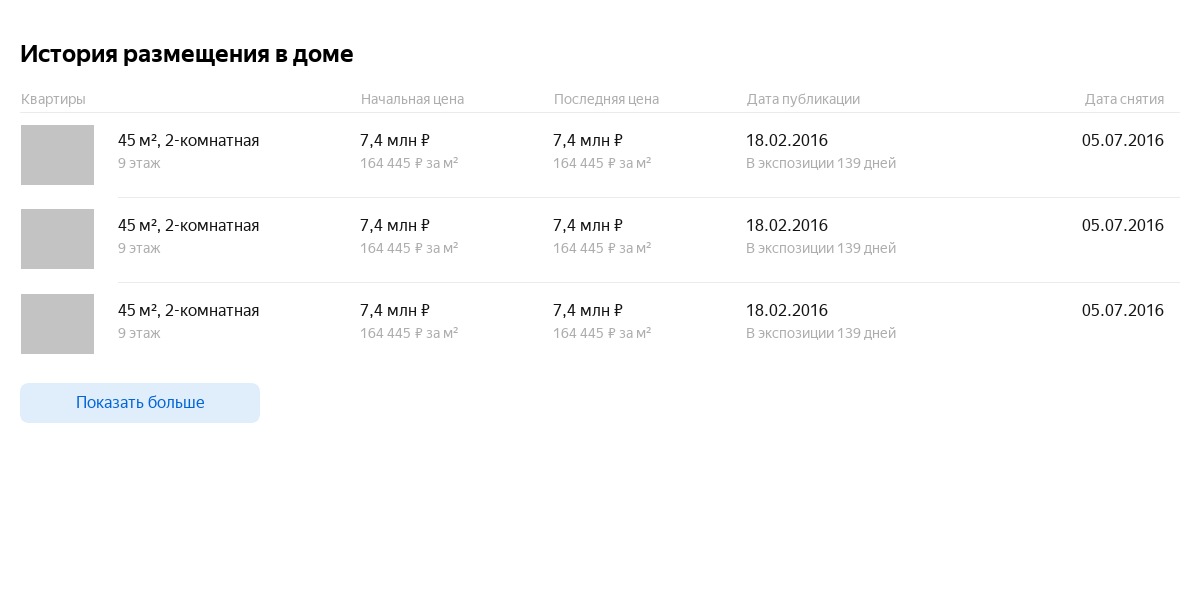 История размещения в доме
Квартиры Начальная цена Последняя цена Дата публикации Дата снятия
45 м², 2-комнатная 7,4 млн ₽ 7,4 млн ₽ 18.02.2016 05.07.2016
9 этаж 164 445 ₽ за м² 164 445 ₽ за м² В экспозиции 139 дней
45 м², 2-комнатная 7,4 млн ₽ 7,4 млн ₽ 18.02.2016 05.07.2016
9 этаж 164 445 ₽ за м² 164 445 ₽ за м² В экспозиции 139 дней
45 м², 2-комнатная 7,4 млн ₽ 7,4 млн ₽ 18.02.2016 05.07.2016
9 этаж 164 445 ₽ за м² 164 445 ₽ за м² В экспозиции 139 дней
Показать больше